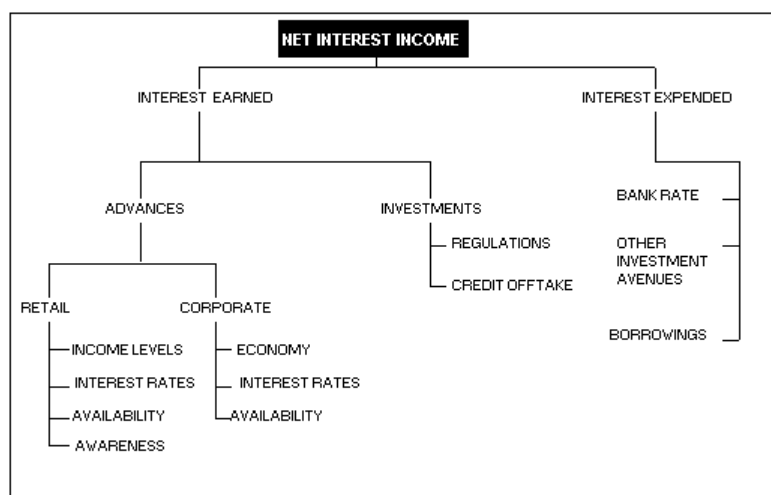 NET INTEREST INCOME
INTEREST EARNED
INTEREST EXPENDED
ADVANCES
INVESTMENTS
BANK RATE
REGULATIONS
OTHER
INVESTMENT
AVENUES
CREDIT OFFTAKE
RETAIL
CORPORATE
BORROWINGS
INCOME LEVELS
ECONOMY
INTEREST RATES
INTEREST RATES
AVAILABILITY
AVAILABILITY
AWARENESS